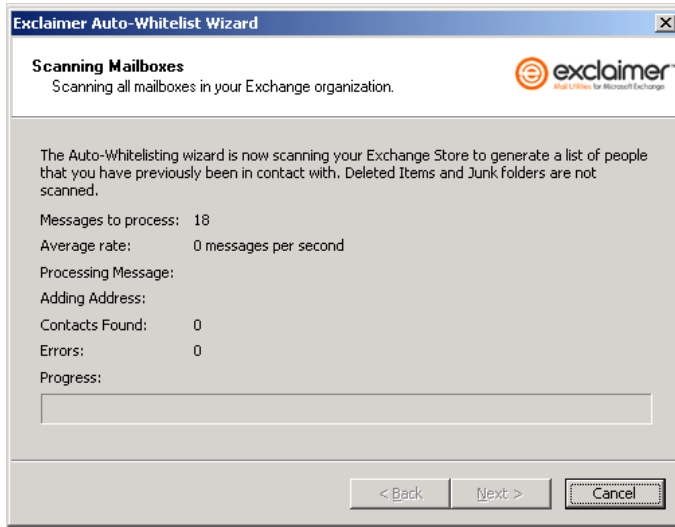 Exclaimer Auto-Whitelist Wizard
Scanning Mailboxes
Scanning all mailboxes in your Exchange organization.
exclaimer
Mail Utilities for Microsoft Exchange
The Auto-Whitelisting wizard is now scanning your Exchange Store to generate a list of people
that you have previously been in contact with. Deleted Items and Junk folders are not
scanned.
Messages to process: 18
Average rate: 0 messages per second
Processing Message:
Adding Address:
Contacts Found: 0
Errors: 0
Progress:
< Back Next > Cancel